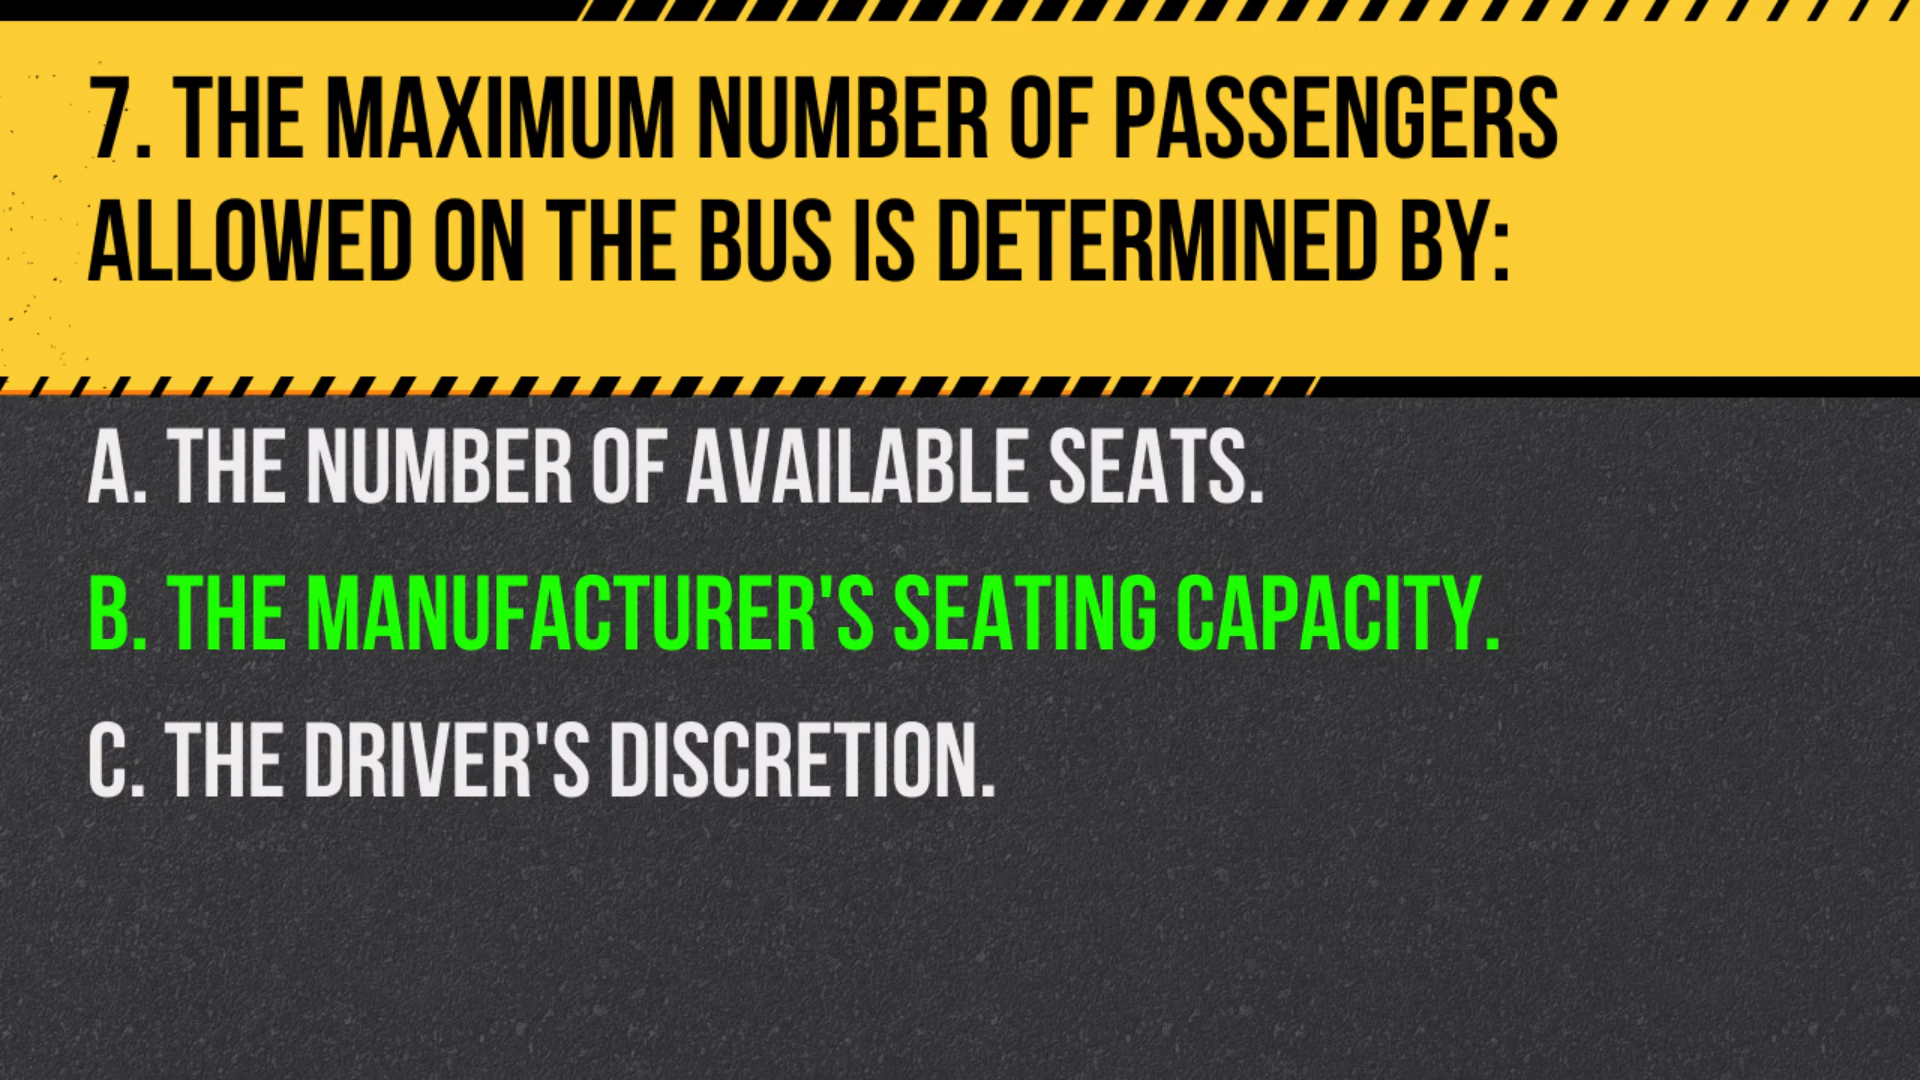 7. THE MAXIMUM NUMBER OF PASSENGERS
ALLOWED ON THE BUS IS DETERMINED BY:
A. THE NUMBER OF AVAILABLE SEATS.
B. THE MANUFACTURER'S SEATING CAPACITY.
C. THE DRIVER'S DISCRETION.